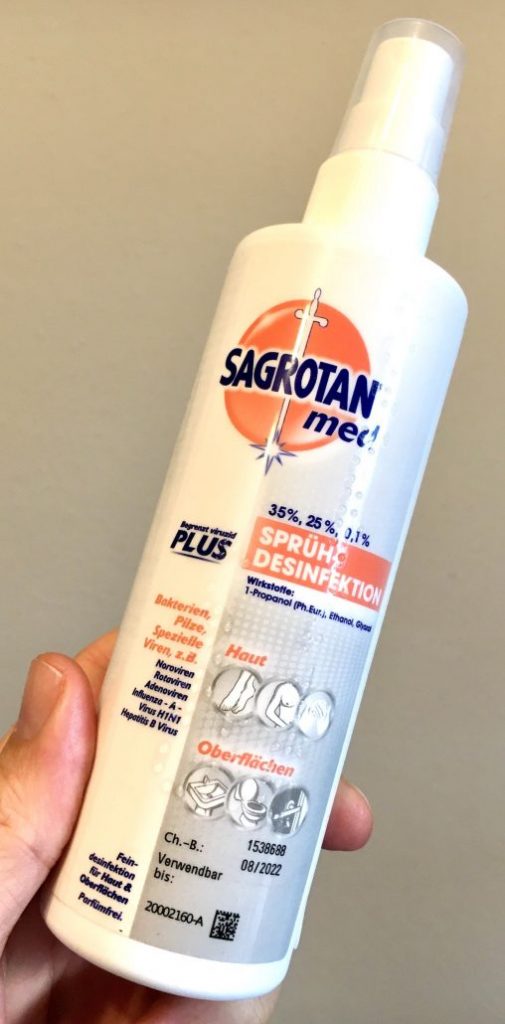 SAGROTAN
med
35%, 25%, 0,1%
SPRÜH-
DESINFEKTION
Wirkstoffe:
1-Propanol (Ph.Eur.), Ethanol, Glyoxal
Begrenzt viruzid
PLUS
Bakterien,
Pilze,
Spezielle
Viren, z.B.
Noroviren
Rotaviren
Adenoviren
Influenza - A -
Virus H1N1
Hepatitis B Virus
Haut
Oberflächen
Ch.-B.: 1538688
Verwendbar 08/2022
bis:
20002160-A
Fein-
desinfektion
für Haut &
Oberflächen
Parfümfrei.